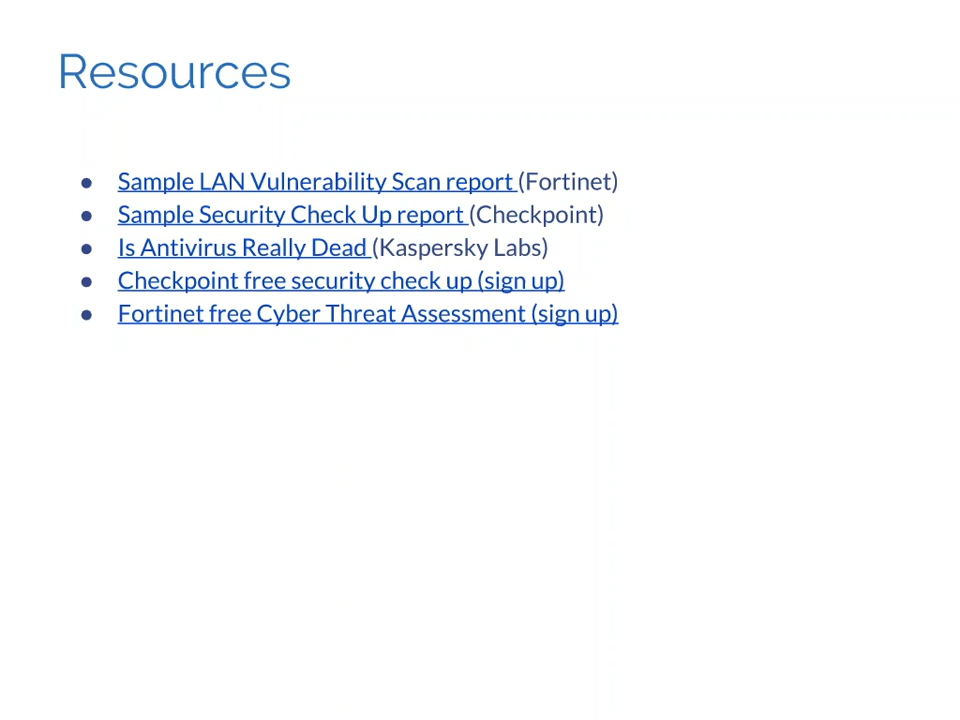 Resources
● Sample LAN Vulnerability Scan report (Fortinet)
● Sample Security Check Up report (Checkpoint)
● Is Antivirus Really Dead (Kaspersky Labs)
● Checkpoint free security check up (sign up)
● Fortinet free Cyber Threat Assessment (sign up)